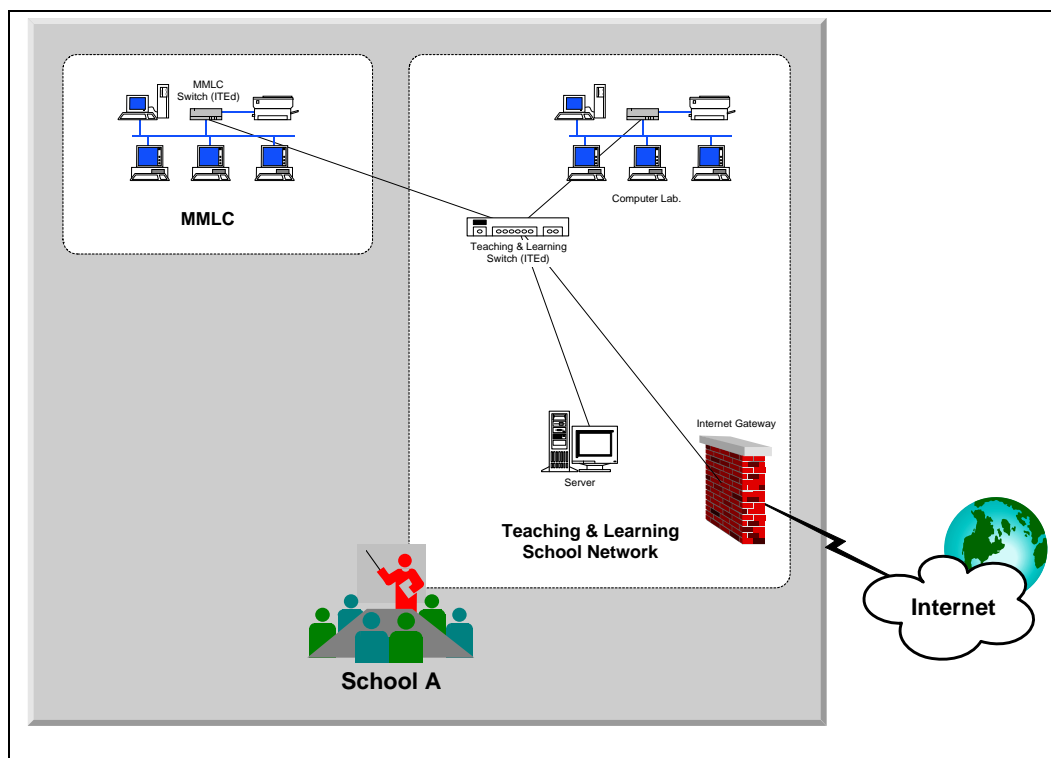 MMLC
Switch (ITEd)
MMLC
Computer Lab.
Teaching & Learning
Switch (ITEd)
Internet Gateway
Server
Teaching & Learning
School Network
Internet
School A